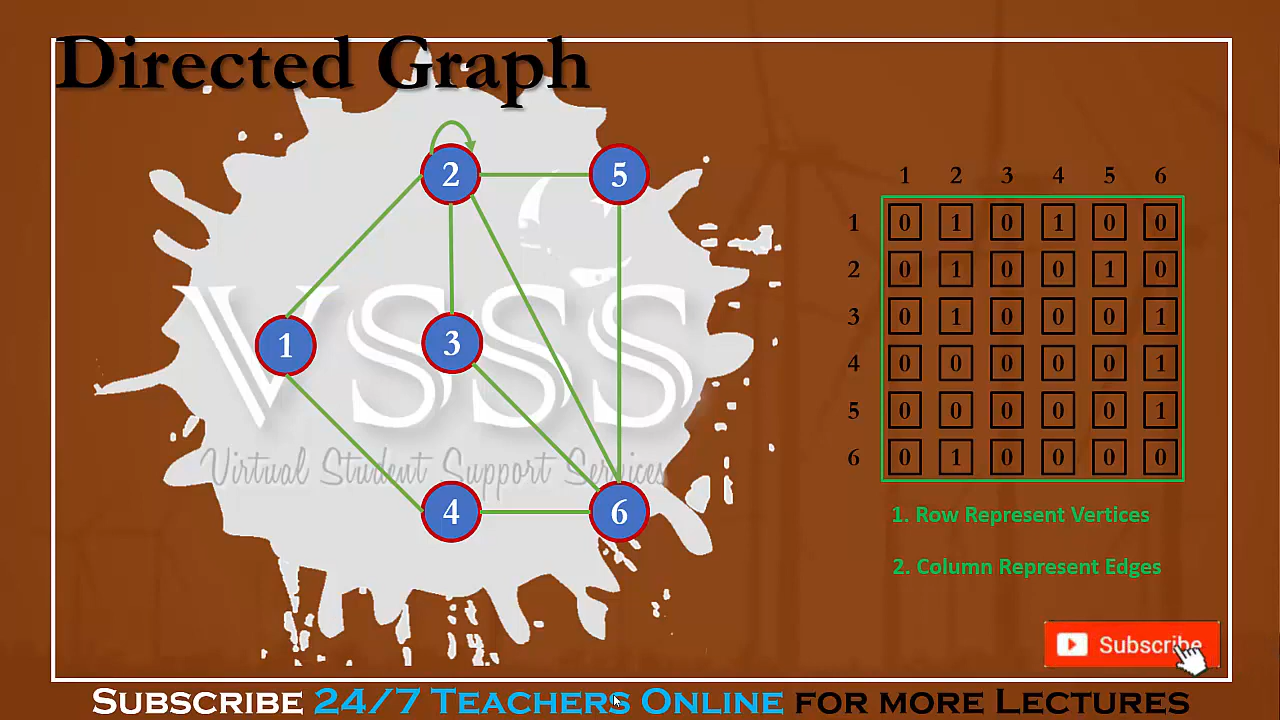 Directed Graph
2
5
1
3
4
6
VSSS
Virtual Student Support Services
1 2 3 4 5 6
1 0 1 0 1 0 0
2 0 1 0 0 1 0
3 0 1 0 0 0 1
4 0 0 0 0 0 1
5 0 0 0 0 0 1
6 0 1 0 0 0 0
1. Row Represent Vertices
2. Column Represent Edges
Subscribe
Subscribe 24/7 Teachers Online for more Lectures